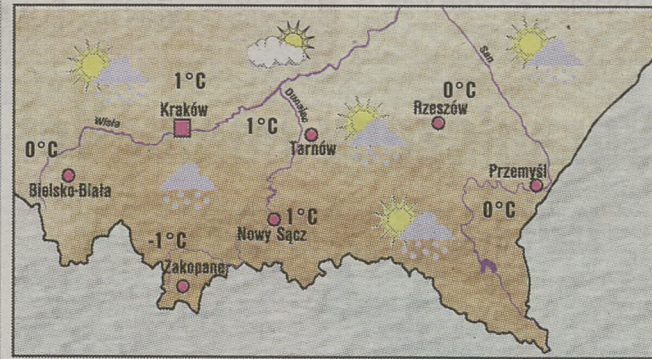 San
1°C
Kraków
0°C
Rzeszów
Wisła
Dunajec
1°C
Tarnów
0°C
Bielsko-Biała
Przemyśl
0°C
1°C
Nowy Sącz
-1°C
Zakopane